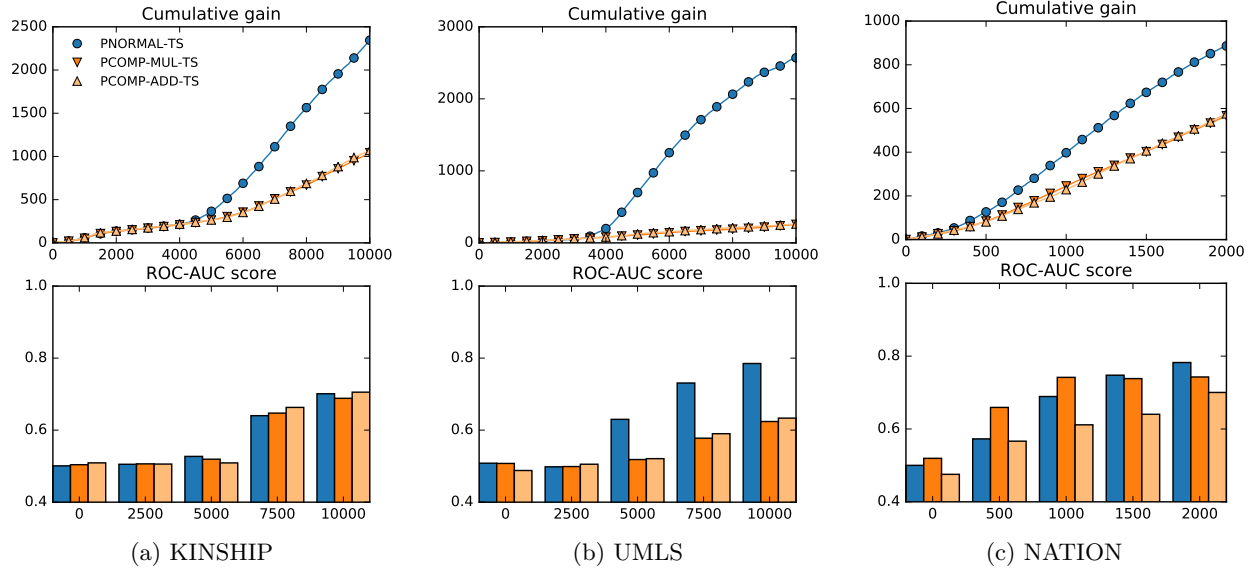 Cumulative gain
2500
2000
1500
1000
500
0
PNORMAL-TS
PCOMP-MUL-TS
PCOMP-ADD-TS
0 2000 4000 6000 8000 10000
ROC-AUC score
1.0
0.8
0.6
0.4
0 2500 5000 7500 10000
(a) KINSHIP
Cumulative gain
3000
2000
1000
0
0 2000 4000 6000 8000 10000
ROC-AUC score
1.0
0.8
0.6
0.4
0 2500 5000 7500 10000
(b) UMLS
Cumulative gain
1000
800
600
400
200
0
0 500 1000 1500 2000
ROC-AUC score
1.0
0.8
0.6
0.4
0 500 1000 1500 2000
(c) NATION